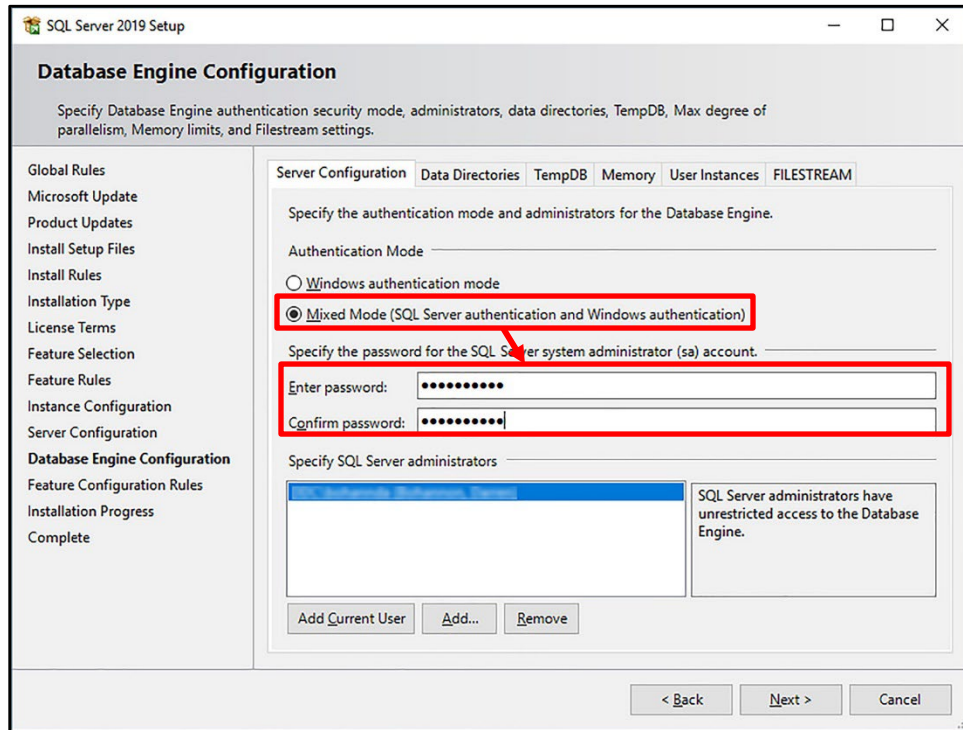 SQL Server 2019 Setup
Database Engine Configuration
Specify Database Engine authentication security mode, administrators, data directories, TempDB, Max degree of
parallelism, Memory limits, and Filestream settings.
Global Rules
Microsoft Update
Product Updates
Install Setup Files
Install Rules
Installation Type
License Terms
Feature Selection
Feature Rules
Instance Configuration
Server Configuration
Database Engine Configuration
Feature Configuration Rules
Installation Progress
Complete
Server Configuration Data Directories TempDB Memory User Instances FILESTREAM
Specify the authentication mode and administrators for the Database Engine.
Authentication Mode
Windows authentication mode
Mixed Mode (SQL Server authentication and Windows authentication)
Specify the password for the SQL Server system administrator (sa) account.
Enter password: ●●●●●●●●●●
Confirm password: ●●●●●●●●●●
Specify SQL Server administrators
SQL Server administrators have
unrestricted access to the Database
Engine.
Add Current User Add... Remove
< Back Next > Cancel